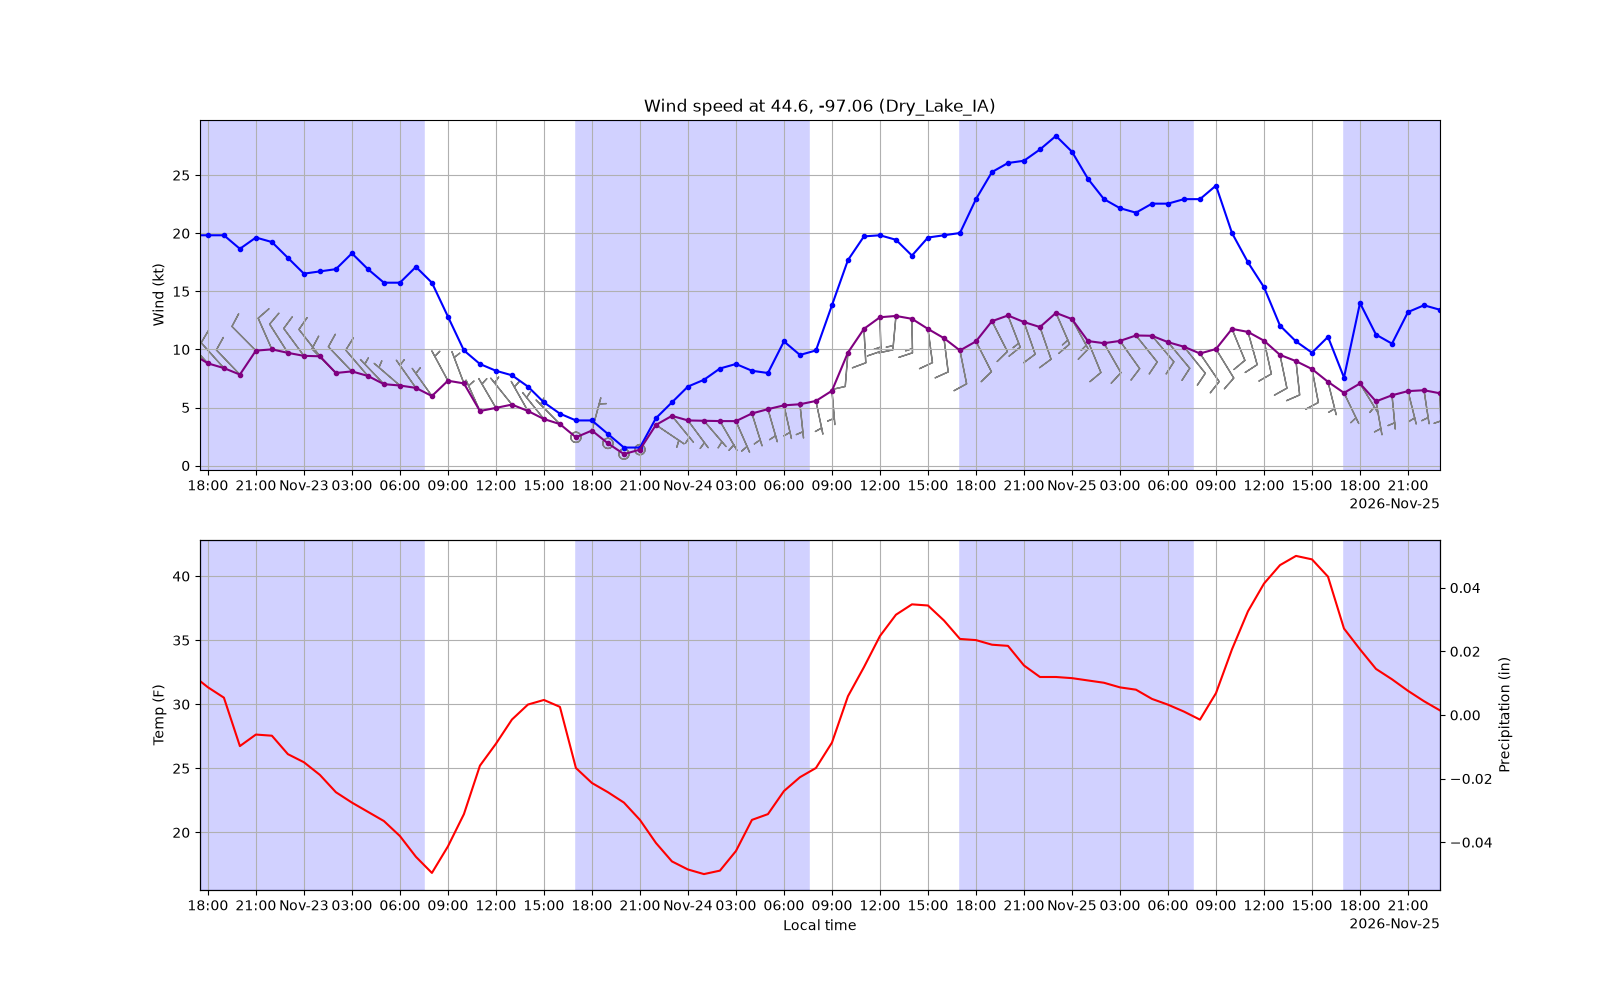 Wind speed at 44.6, -97.06 (Dry_Lake_IA)
Wind (kt)
25
20
15
10
5
0
18:00 21:00 Nov-23 03:00 06:00 09:00 12:00 15:00 18:00 21:00 Nov-24 03:00 06:00 09:00 12:00 15:00 18:00 21:00 Nov-25 03:00 06:00 09:00 12:00 15:00 18:00 21:00
2026-Nov-25
Temp (F)
40
35
30
25
20
0.04
0.02
0.00
−0.02
−0.04
Precipitation (in)
18:00 21:00 Nov-23 03:00 06:00 09:00 12:00 15:00 18:00 21:00 Nov-24 03:00 06:00 09:00 12:00 15:00 18:00 21:00 Nov-25 03:00 06:00 09:00 12:00 15:00 18:00 21:00
Local time
2026-Nov-25